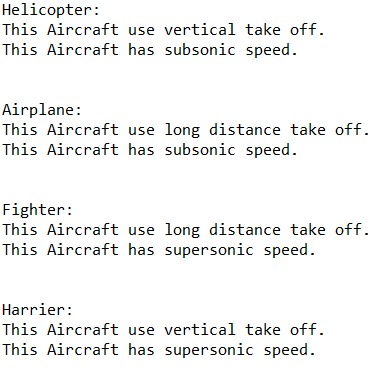 Helicopter:
This Aircraft use vertical take off.
This Aircraft has subsonic speed.
Airplane:
This Aircraft use long distance take off.
This Aircraft has subsonic speed.
Fighter:
This Aircraft use long distance take off.
This Aircraft has supersonic speed.
Harrier:
This Aircraft use vertical take off.
This Aircraft has supersonic speed.